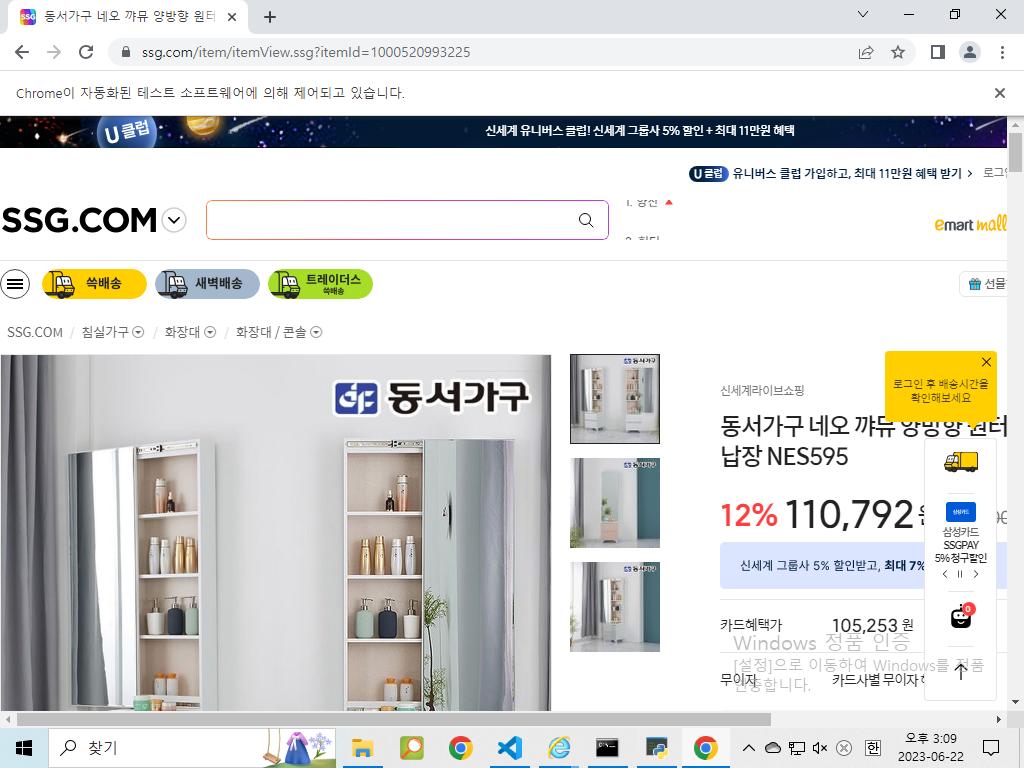 동서가구 네오 꺄뮤 양방향 원터
ssg.com/item/itemView.ssg?itemId=1000520993225
Chrome이 자동화된 테스트 소프트웨어에 의해 제어되고 있습니다.
U 클럽
신세계 유니버스 클럽! 신세계 그룹사 5% 할인 + 최대 11만원 혜택
U 클럽 유니버스 클럽 가입하고, 최대 11만원 혜택 받기 >
SSG.COM
emart mall
쓱배송
새벽배송
트레이더스
쓱배송
선물
SSG.COM / 침실가구 / 화장대 / 화장대 / 콘솔
동서가구
신세계라이브쇼핑
로그인 후 배송시간을
확인해보세요
동서가구 네오 꺄뮤 양방향 원터
납장 NES595
12% 110,792
신세계 그룹사 5% 할인받고, 최대 7%
삼성카드
삼성카드
SSGPAY
5% 청구할인
0
카드혜택가 105,253 원
무이자 카드사별 무이자
Windows 정품 인증
[설정]으로 이동하여 Windows를 정품
인증합니다.
찾기
오후 3:09
2023-06-22